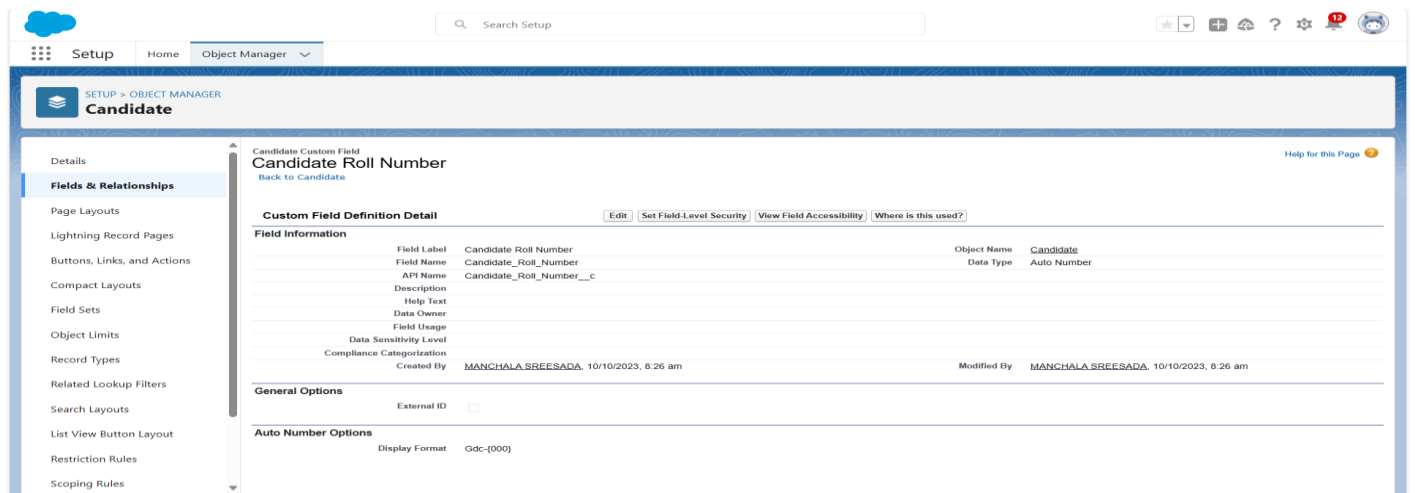 Search Setup
12
Setup Home Object Manager
SETUP > OBJECT MANAGER
Candidate
Details
Fields & Relationships
Page Layouts
Lightning Record Pages
Buttons, Links, and Actions
Compact Layouts
Field Sets
Object Limits
Record Types
Related Lookup Filters
Search Layouts
List View Button Layout
Restriction Rules
Scoping Rules
Candidate Custom Field
Candidate Roll Number
Back to Candidate
Help for this Page ?
Custom Field Definition Detail Edit Set Field-Level Security View Field Accessibility Where is this used?
Field Information
Field Label Candidate Roll Number Object Name Candidate
Field Name Candidate_Roll_Number Data Type Auto Number
API Name Candidate_Roll_Number__c
Description
Help Text
Data Owner
Field Usage
Data Sensitivity Level
Compliance Categorization
Created By MANCHALA SREESADA, 10/10/2023, 8:26 am Modified By MANCHALA SREESADA, 10/10/2023, 8:26 am
General Options
External ID
Auto Number Options
Display Format Gdc-{000}